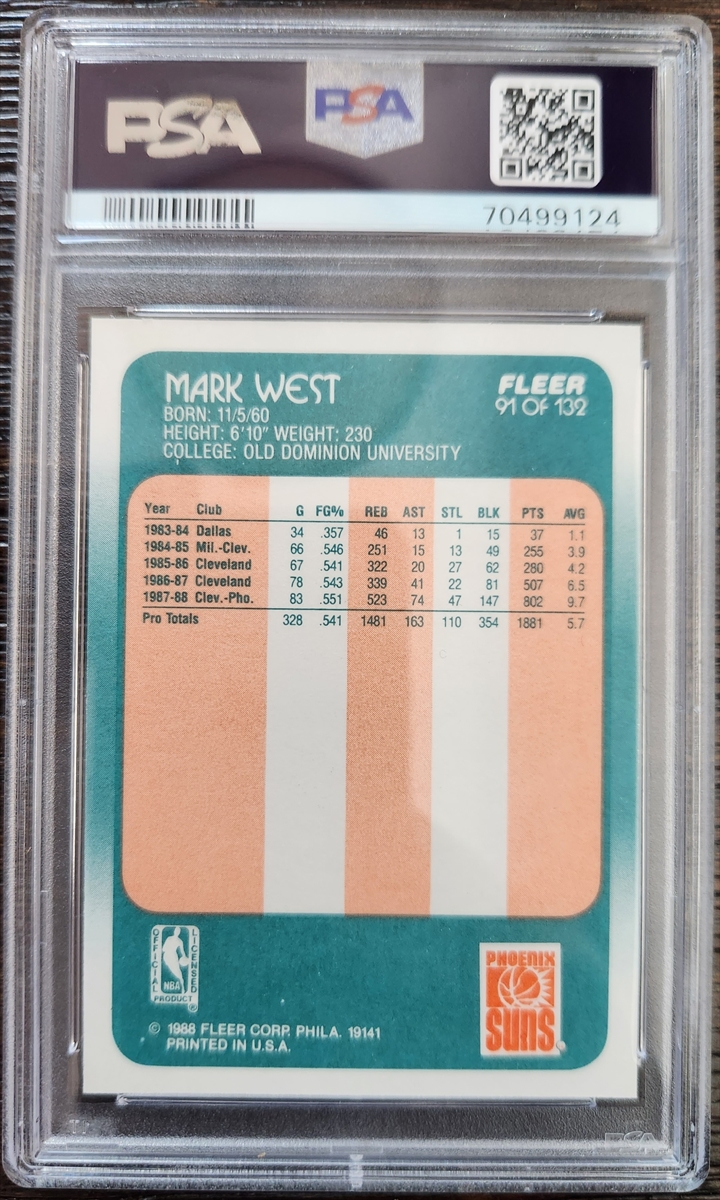 PSA PSA
70499124
MARK WEST FLEER
BORN: 11/5/60 91 OF 132
HEIGHT: 6'10" WEIGHT: 230
COLLEGE: OLD DOMINION UNIVERSITY
Year Club G FG% REB AST STL BLK PTS AVG
1983-84 Dallas 34 .357 46 13 1 15 37 1.1
1984-85 Mil.-Clev. 66 .546 251 15 13 49 255 3.9
1985-86 Cleveland 67 .541 322 20 27 62 280 4.2
1986-87 Cleveland 78 .543 339 41 22 81 507 6.5
1987-88 Clev.-Pho. 83 .551 523 74 47 147 802 9.7
Pro Totals 328 .541 1481 163 110 354 1881 5.7
OFFICIAL LICENSED
NBA
PRODUCT ®
PHOENIX
SUNS
© 1988 FLEER CORP. PHILA. 19141
PRINTED IN U.S.A.
PSA